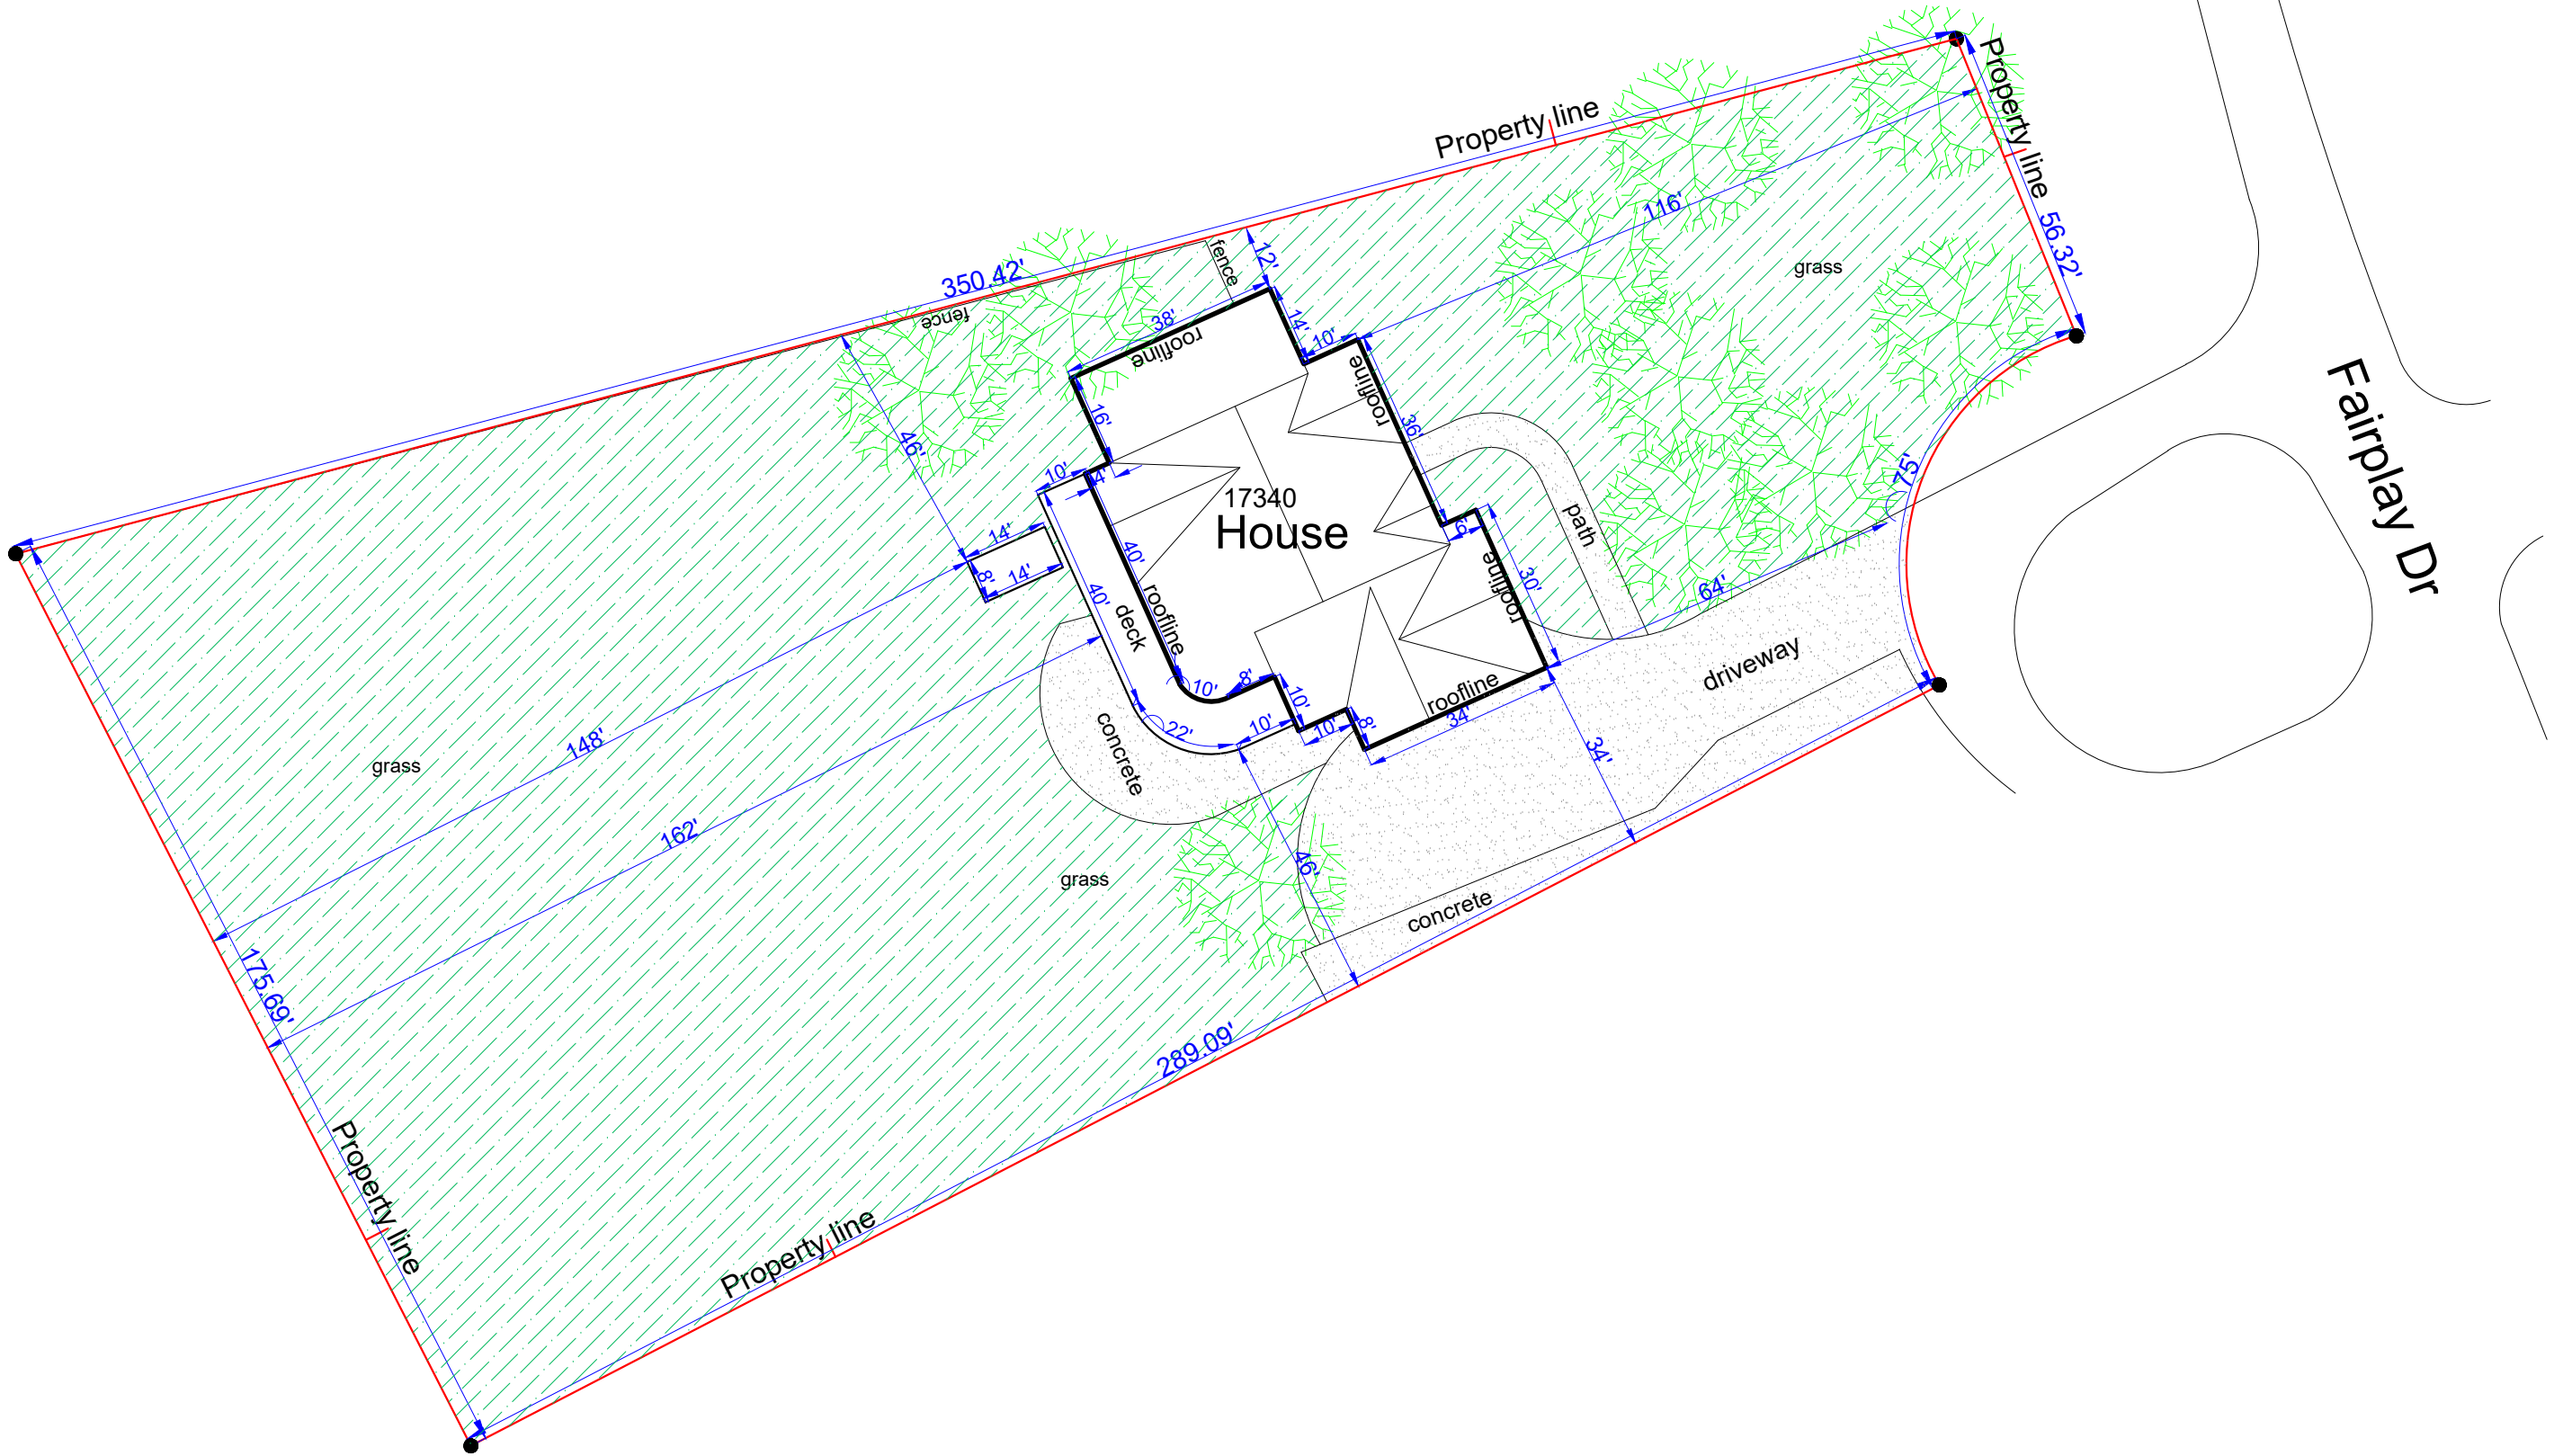 Property line
Property line
350.42'
116'
56.32'
fence
12'
grass
fence
38'
roofline
14'
10'
roofline
16'
36'
46'
Fairplay Dr
10'
4'
75'
17340
House
6'
path
14'
8'
14'
40'
40'
roofline
30'
roofline
64'
deck
driveway
10'
8'
10'
roofline
34'
22'
10'
10'
8'
34'
148'
concrete
grass
162'
46'
grass
concrete
175.69'
289.09'
Property line
Property line